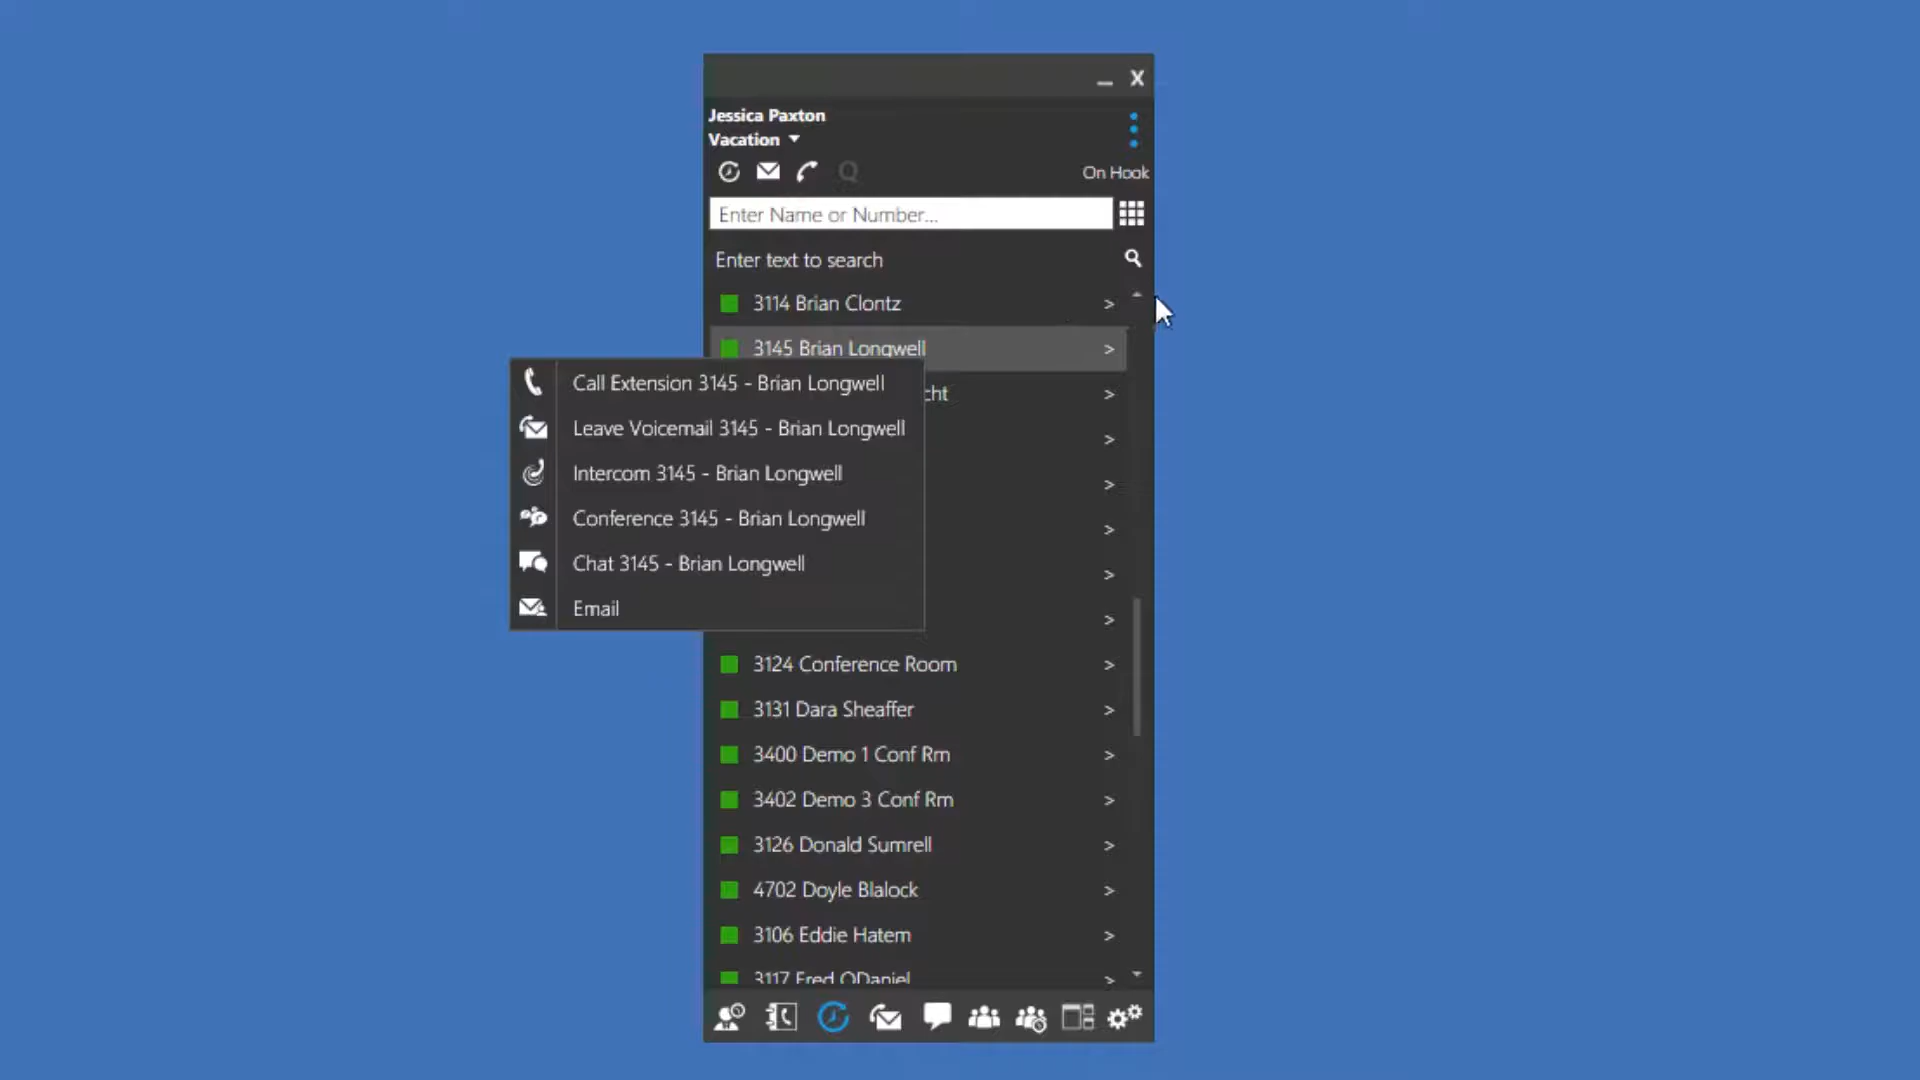 X
Jessica Paxton
Vacation
On Hook
Enter Name or Number...
Enter text to search
3114 Brian Clontz >
3145 Brian Longwell >
Call Extension 3145 - Brian Longwell
cht >
Leave Voicemail 3145 - Brian Longwell
>
Intercom 3145 - Brian Longwell
>
Conference 3145 - Brian Longwell
>
Chat 3145 - Brian Longwell
>
Email
>
3124 Conference Room >
3131 Dara Sheaffer >
3400 Demo 1 Conf Rm >
3402 Demo 3 Conf Rm >
3126 Donald Sumrell >
4702 Doyle Blalock >
3106 Eddie Hatem >
3117 Fred ODaniel >